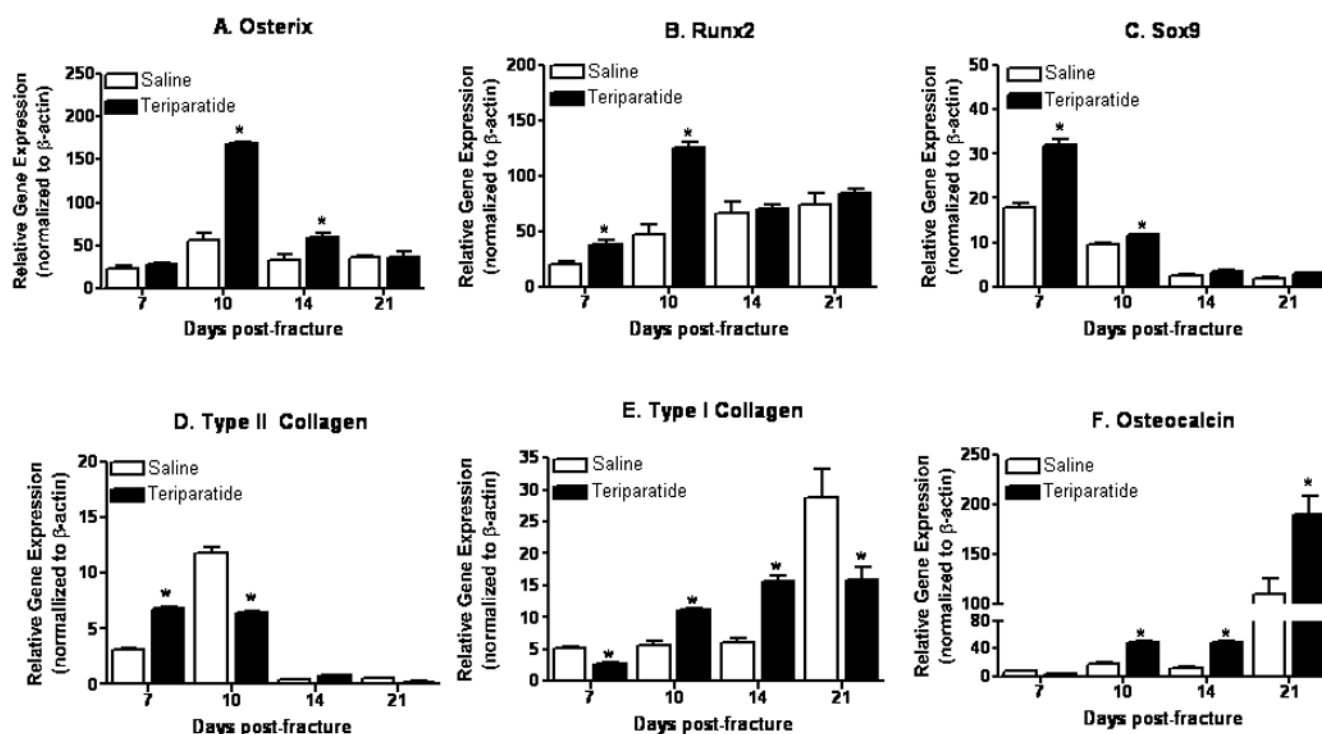 A. Osterix
Relative Gene Expression
(normalized to β-actin)
250
200
150
100
50
0
Saline
Teriparatide
*
*
7 10 14 21
Days post-fracture
B. Runx2
Relative Gene Expression
(normalized to β-actin)
200
150
100
50
0
Saline
Teriparatide
*
*
7 10 14 21
Days post-fracture
C. Sox9
Relative Gene Expression
(normalized to β-actin)
50
40
30
20
10
0
Saline
Teriparatide
*
*
7 10 14 21
Days post-fracture
D. Type II Collagen
Relative Gene Expression
(normallized to β-actin)
20
15
10
5
0
Saline
Teriparatide
*
*
7 10 14 21
Days post-fracture
E. Type I Collagen
Relative Gene Expression
(normalized to β-actin)
35
30
25
20
15
10
5
0
Saline
Teriparatide
*
*
*
*
7 10 14 21
Days post-fracture
F. Osteocalcin
Relative Gene Expression
(normalized to β-actin)
250
200
150
100
80
40
0
Saline
Teriparatide
*
*
*
7 10 14 21
Days post-fracture